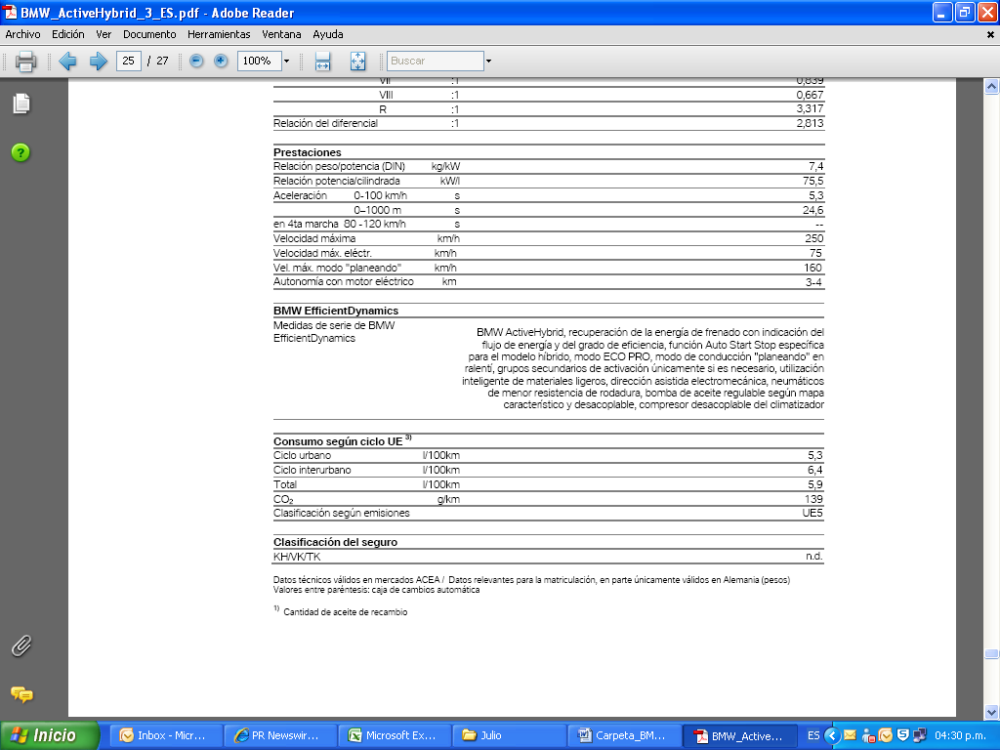 BMW_ActiveHybrid_3_ES.pdf - Adobe Reader
Archivo Edición Ver Documento Herramientas Ventana Ayuda
25 / 27 100% Buscar
VII :1 0,839
VIII :1 0,667
R :1 3,317
Relación del diferencial :1 2,813
Prestaciones
Relación peso/potencia (DIN) kg/kW 7,4
Relación potencia/cilindrada kW/l 75,5
Aceleración 0-100 km/h s 5,3
0–1000 m s 24,6
en 4ta marcha 80 -120 km/h s --
Velocidad máxima km/h 250
Velocidad máx. eléctr. km/h 75
Vel. máx. modo "planeando" km/h 160
Autonomía con motor eléctrico km 3-4
BMW EfficientDynamics
Medidas de serie de BMW
EfficientDynamics
BMW ActiveHybrid, recuperación de la energía de frenado con indicación del
flujo de energía y del grado de eficiencia, función Auto Start Stop específica
para el modelo híbrido, modo ECO PRO, modo de conducción "planeando" en
ralentí, grupos secundarios de activación únicamente si es necesario, utilización
inteligente de materiales ligeros, dirección asistida electromecánica, neumáticos
de menor resistencia de rodadura, bomba de aceite regulable según mapa
característico y desacoplable, compresor desacoplable del climatizador
Consumo según ciclo UE 3)
Ciclo urbano l/100km 5,3
Ciclo interurbano l/100km 6,4
Total l/100km 5,9
CO2 g/km 139
Clasificación según emisiones UE5
Clasificación del seguro
KH/VK/TK n.d.
Datos técnicos válidos en mercados ACEA / Datos relevantes para la matriculación, en parte únicamente válidos en Alemania (pesos)
Valores entre paréntesis: caja de cambios automática
1) Cantidad de aceite de recambio
Inicio Inbox - Micr... PR Newswir... Microsoft Ex... Julio Carpeta_BM... BMW_Active... ES 04:30 p.m.